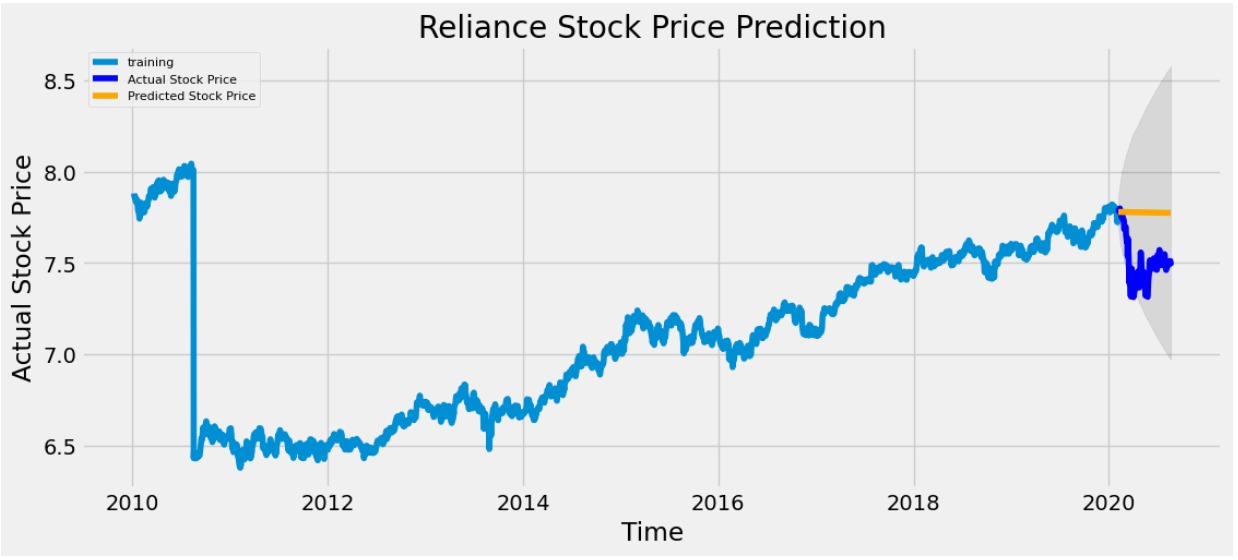 Reliance Stock Price Prediction
training
Actual Stock Price
Predicted Stock Price
8.5
8.0
7.5
7.0
6.5
Actual Stock Price
2010 2012 2014 2016 2018 2020
Time